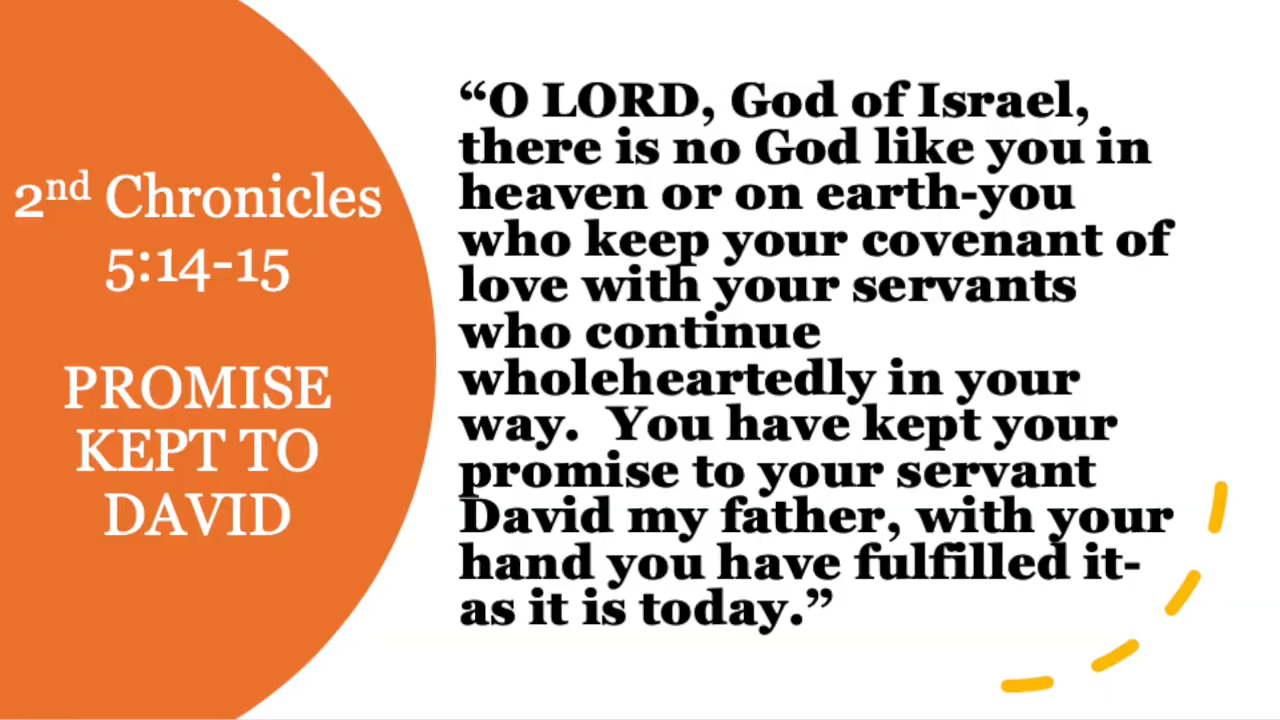 2nd Chronicles
5:14-15
PROMISE
KEPT TO
DAVID
“O LORD, God of Israel,
there is no God like you in
heaven or on earth-you
who keep your covenant of
love with your servants
who continue
wholeheartedly in your
way.  You have kept your
promise to your servant
David my father, with your
hand you have fulfilled it-
as it is today.”